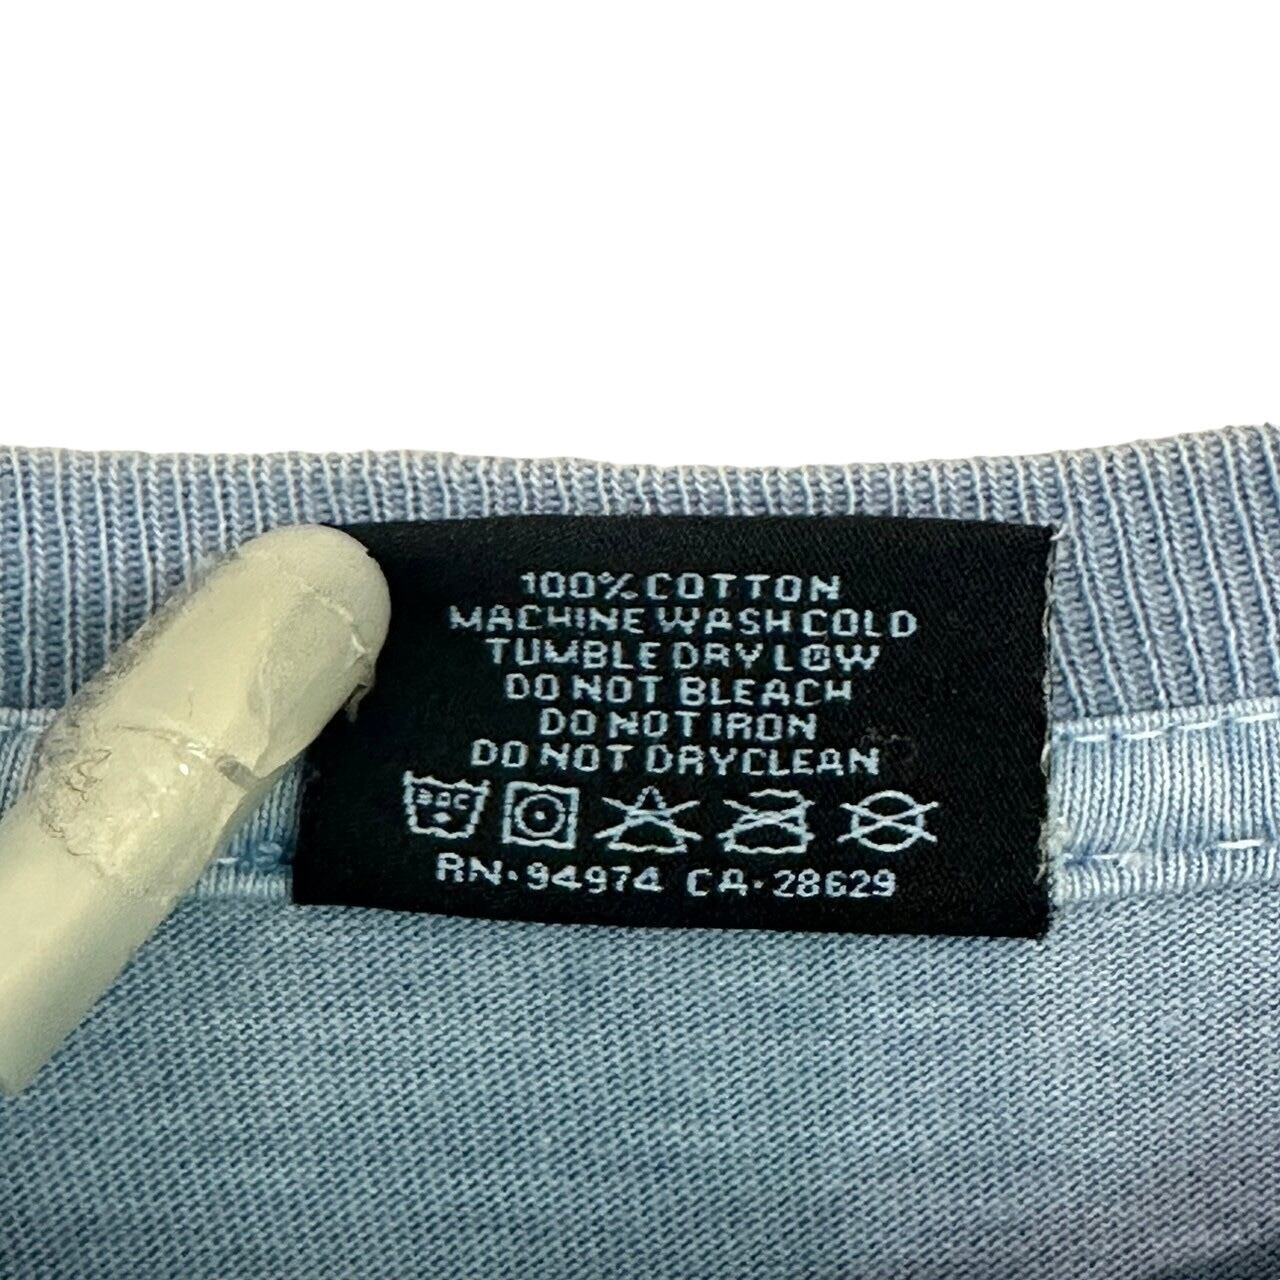 100% COTTON
MACHINE WASH COLD
TUMBLE DRY LOW
DO NOT BLEACH
DO NOT IRON
DO NOT DRYCLEAN
30C
RN·94974 CA·28629